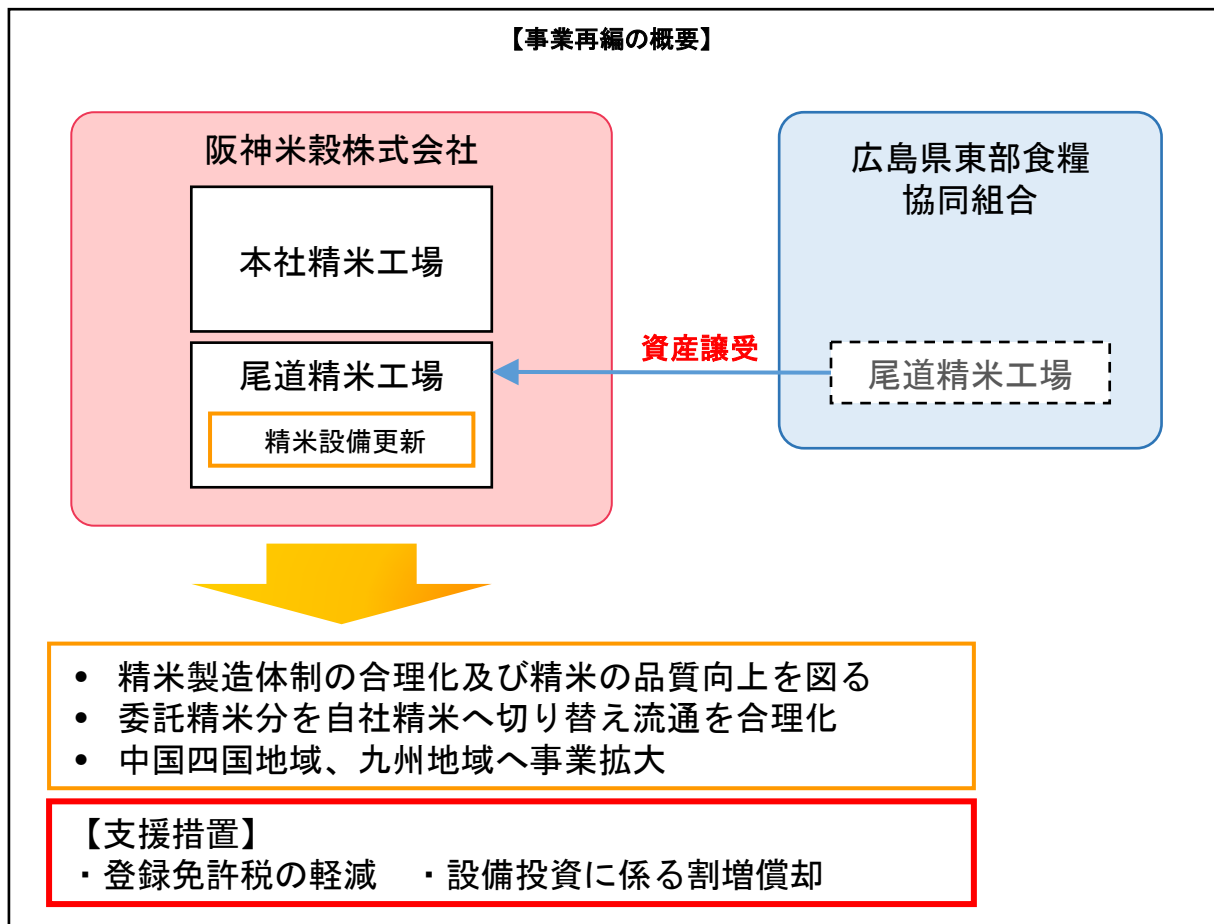 【事業再編の概要】
阪神米穀株式会社
本社精米工場
尾道精米工場
精米設備更新
資産譲受
広島県東部食糧
協同組合
尾道精米工場
• 精米製造体制の合理化及び精米の品質向上を図る
• 委託精米分を自社精米へ切り替え流通を合理化
• 中国四国地域、九州地域へ事業拡大
【支援措置】
・登録免許税の軽減　・設備投資に係る割増償却